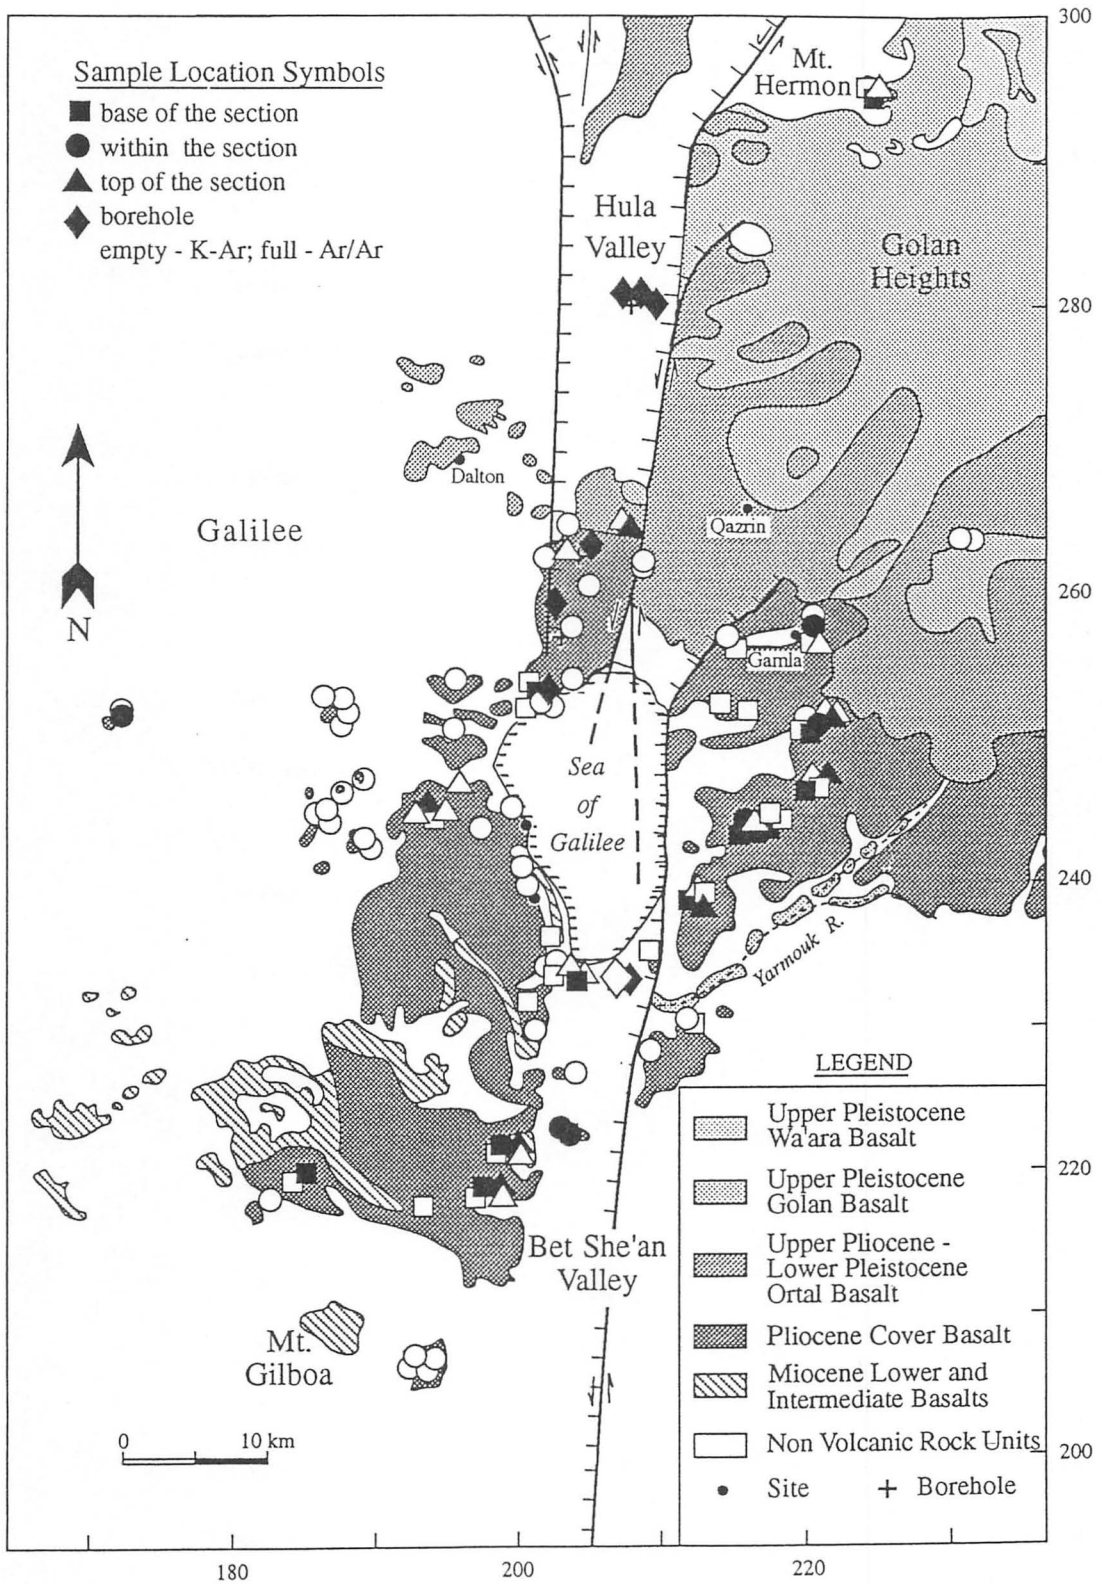 Sample Location Symbols
base of the section
within the section
top of the section
borehole
empty - K-Ar; full - Ar/Ar
Mt.
Hermon
Hula
Valley
Golan
Heights
Dalton
Galilee
Qazrin
N
Gamla
Sea
of
Galilee
Yarmouk R.
Bet She'an
Valley
Mt.
Gilboa
0 10 km
LEGEND
Upper Pleistocene
Wa'ara Basalt
Upper Pleistocene
Golan Basalt
Upper Pliocene -
Lower Pleistocene
Ortal Basalt
Pliocene Cover Basalt
Miocene Lower and
Intermediate Basalts
Non Volcanic Rock Units
Site + Borehole
300
280
260
240
220
200
180 200 220